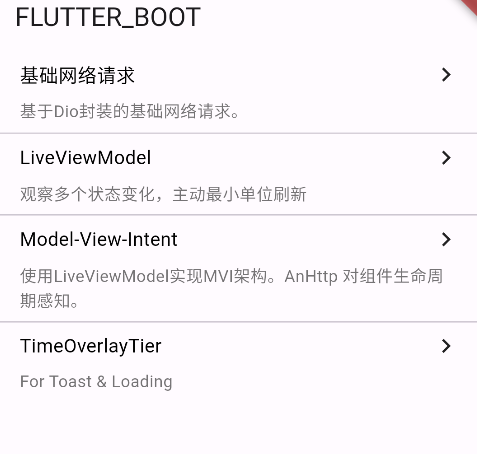 FLUTTER_BOOT
基础网络请求
基于Dio封装的基础网络请求。
LiveViewModel
观察多个状态变化，主动最小单位刷新
Model-View-Intent
使用LiveViewModel实现MVI架构。AnHttp 对组件生命周
期感知。
TimeOverlayTier
For Toast & Loading